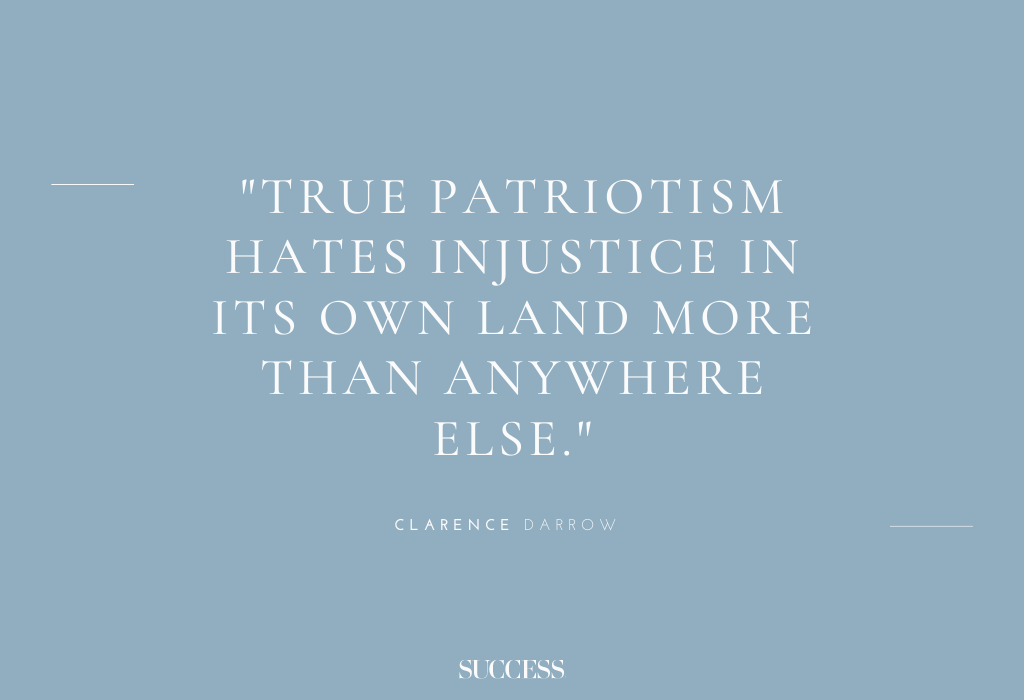 "TRUE PATRIOTISM
HATES INJUSTICE IN
ITS OWN LAND MORE
THAN ANYWHERE
ELSE."
CLARENCE DARROW
SUCCESS